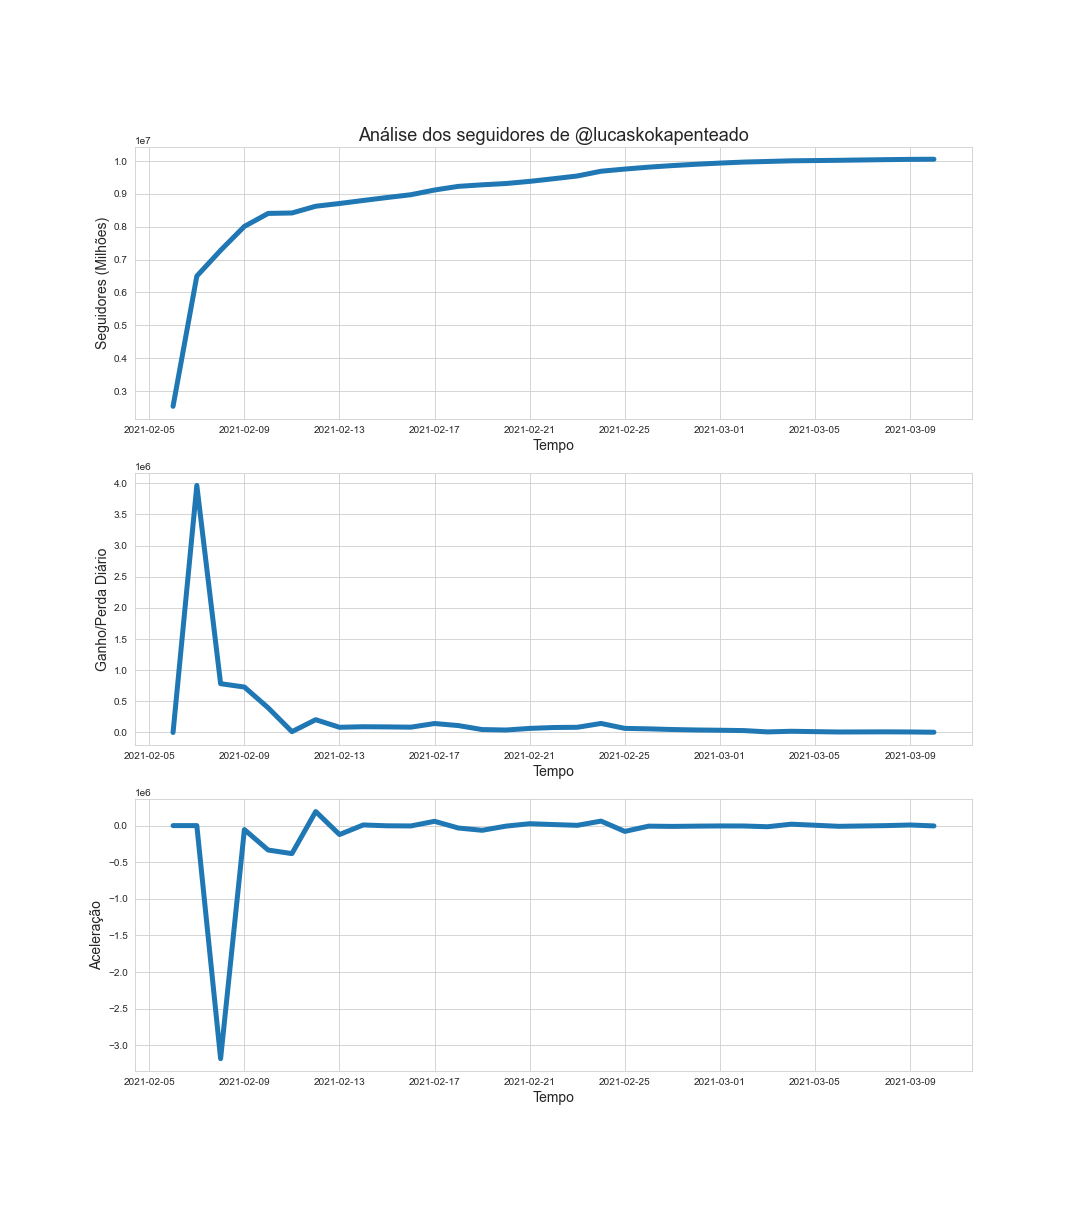 Análise dos seguidores de @lucaskokapenteado
1e7
1.0
0.9
0.8
0.7
0.6
0.5
0.4
0.3
Seguidores (Milhões)
2021-02-05 2021-02-09 2021-02-13 2021-02-17 2021-02-21 2021-02-25 2021-03-01 2021-03-05 2021-03-09
Tempo
1e6
4.0
3.5
3.0
2.5
2.0
1.5
1.0
0.5
0.0
Ganho/Perda Diário
2021-02-05 2021-02-09 2021-02-13 2021-02-17 2021-02-21 2021-02-25 2021-03-01 2021-03-05 2021-03-09
Tempo
1e6
0.0
−0.5
−1.0
−1.5
−2.0
−2.5
−3.0
Aceleração
2021-02-05 2021-02-09 2021-02-13 2021-02-17 2021-02-21 2021-02-25 2021-03-01 2021-03-05 2021-03-09
Tempo